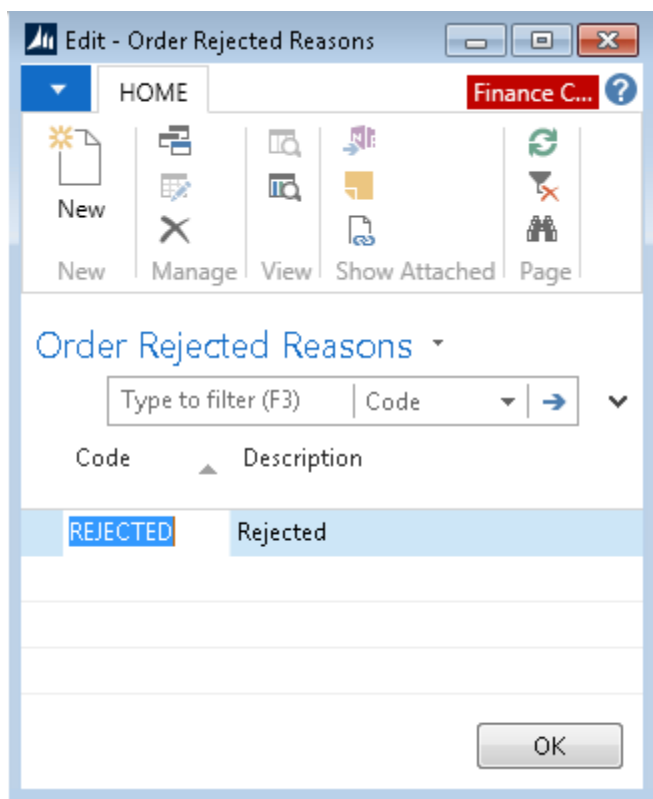 Edit - Order Rejected Reasons
HOME
Finance C...
New
New
Manage
View
Show Attached
Page
Order Rejected Reasons
Type to filter (F3)
Code
Code
Description
REJECTED
Rejected
OK